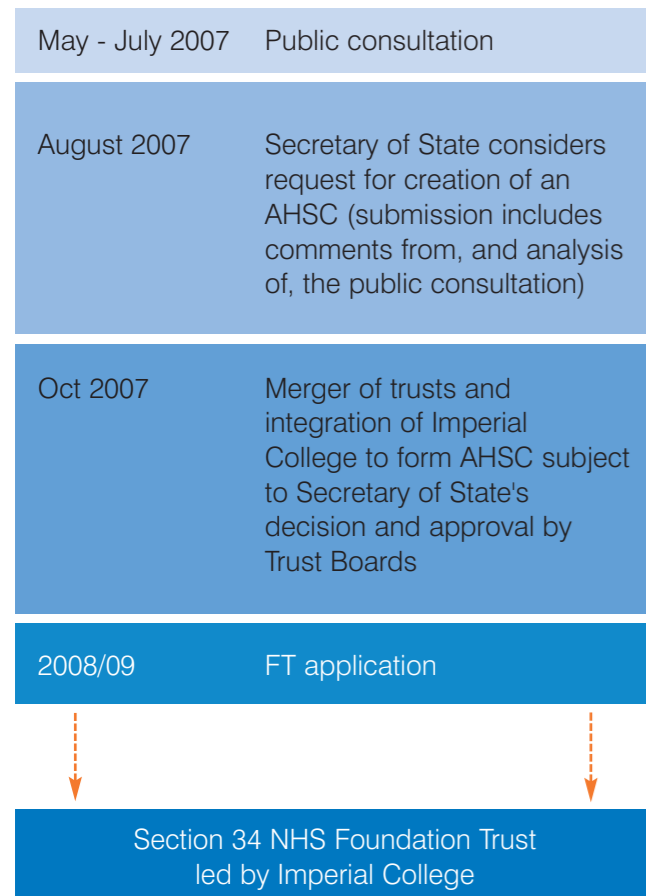 May - July 2007 Public consultation
August 2007 Secretary of State considers
request for creation of an
AHSC (submission includes
comments from, and analysis
of, the public consultation)
Oct 2007 Merger of trusts and
integration of Imperial
College to form AHSC subject
to Secretary of State's
decision and approval by
Trust Boards
2008/09 FT application
Section 34 NHS Foundation Trust
led by Imperial College